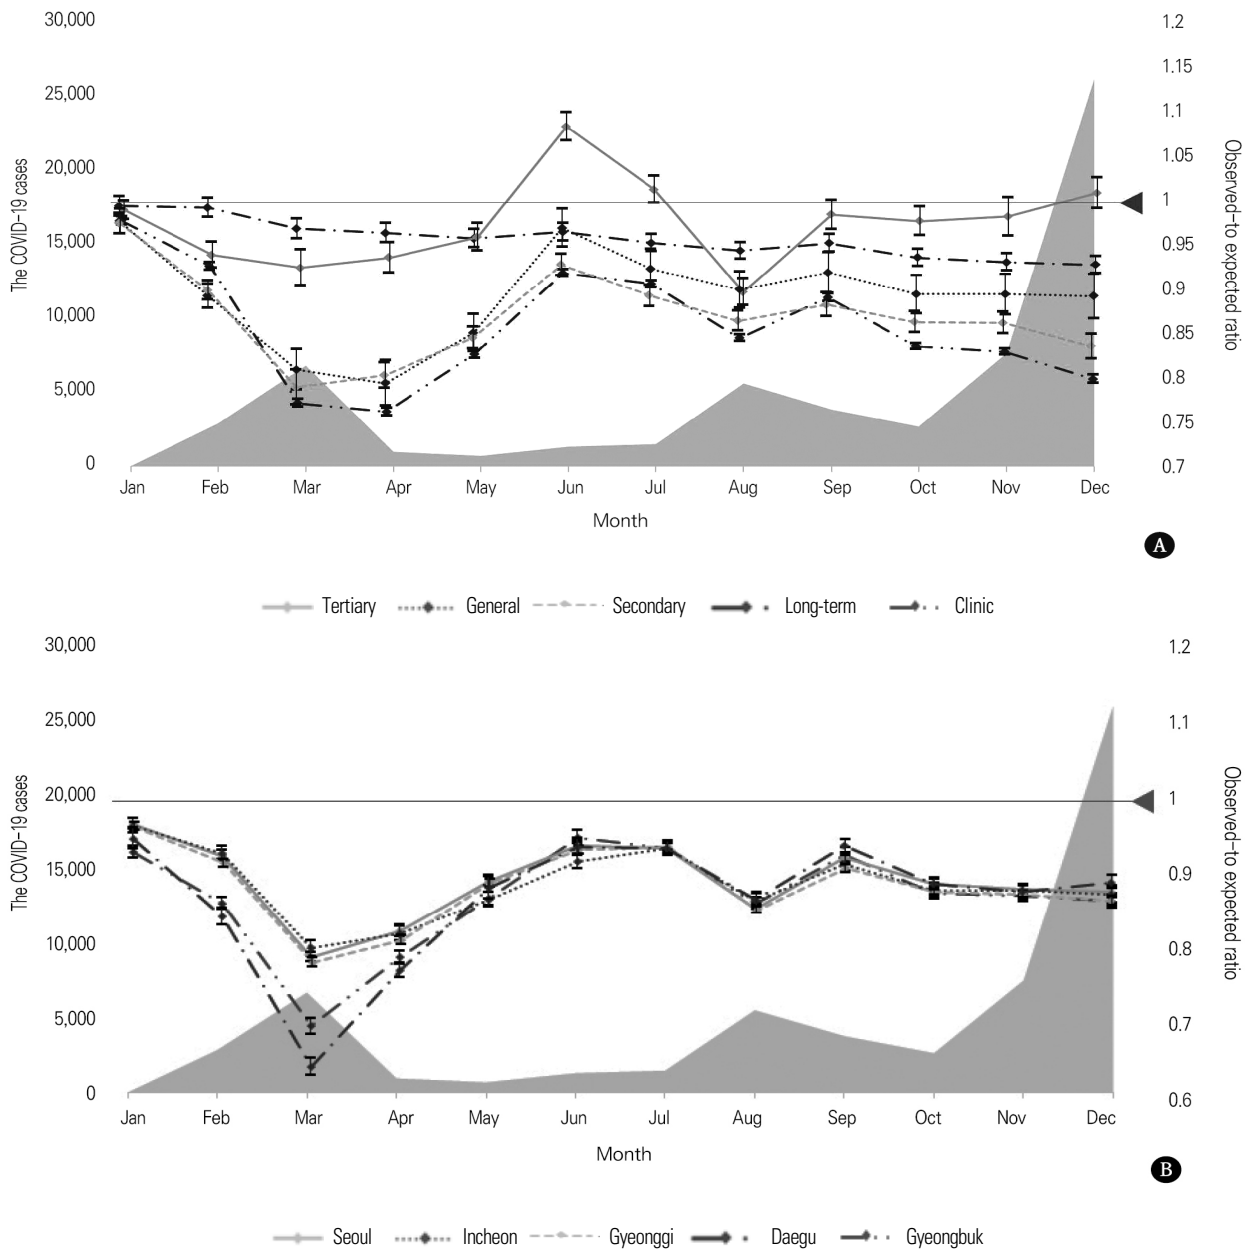 30,000
25,000
20,000
15,000
10,000
5,000
0
The COVID-19 cases
1.2
1.15
1.1
1.05
1
0.95
0.9
0.85
0.8
0.75
0.7
Observed-to expected ratio
Jan Feb Mar Apr May Jun Jul Aug Sep Oct Nov Dec
Month
A
Tertiary General Secondary Long-term Clinic
30,000
25,000
20,000
15,000
10,000
5,000
0
The COVID-19 cases
1.2
1.1
1
0.9
0.8
0.7
0.6
Observed-to expected ratio
Jan Feb Mar Apr May Jun Jul Aug Sep Oct Nov Dec
Month
B
Seoul Incheon Gyeonggi Daegu Gyeongbuk